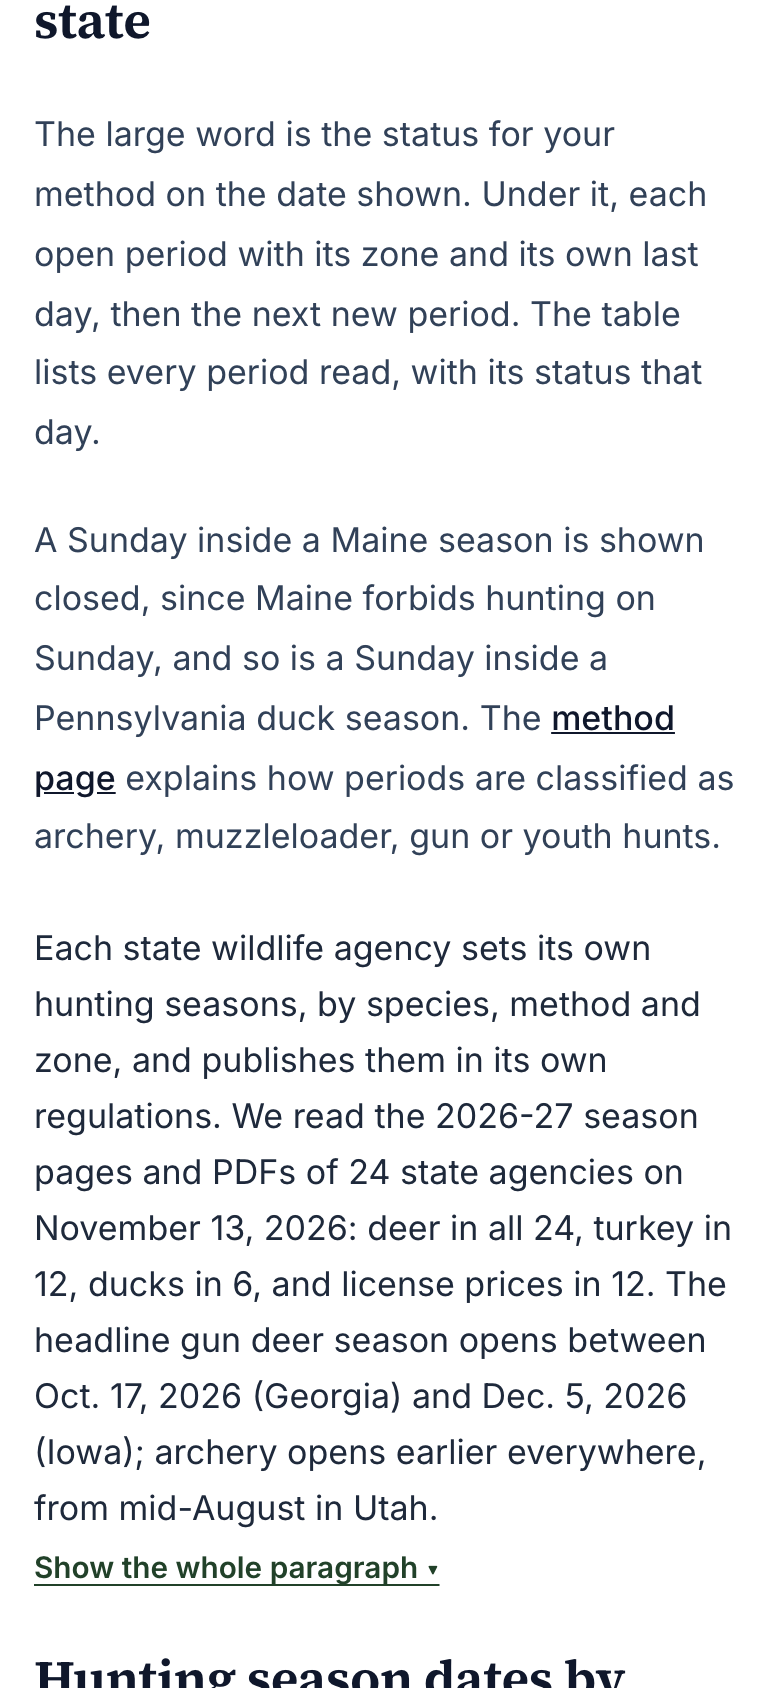 state
The large word is the status for your
method on the date shown. Under it, each
open period with its zone and its own last
day, then the next new period. The table
lists every period read, with its status that
day.
A Sunday inside a Maine season is shown
closed, since Maine forbids hunting on
Sunday, and so is a Sunday inside a
Pennsylvania duck season. The method
page explains how periods are classified as
archery, muzzleloader, gun or youth hunts.
Each state wildlife agency sets its own
hunting seasons, by species, method and
zone, and publishes them in its own
regulations. We read the 2026-27 season
pages and PDFs of 24 state agencies on
November 13, 2026: deer in all 24, turkey in
12, ducks in 6, and license prices in 12. The
headline gun deer season opens between
Oct. 17, 2026 (Georgia) and Dec. 5, 2026
(Iowa); archery opens earlier everywhere,
from mid-August in Utah.
Show the whole paragraph ▾
Hunting season dates by